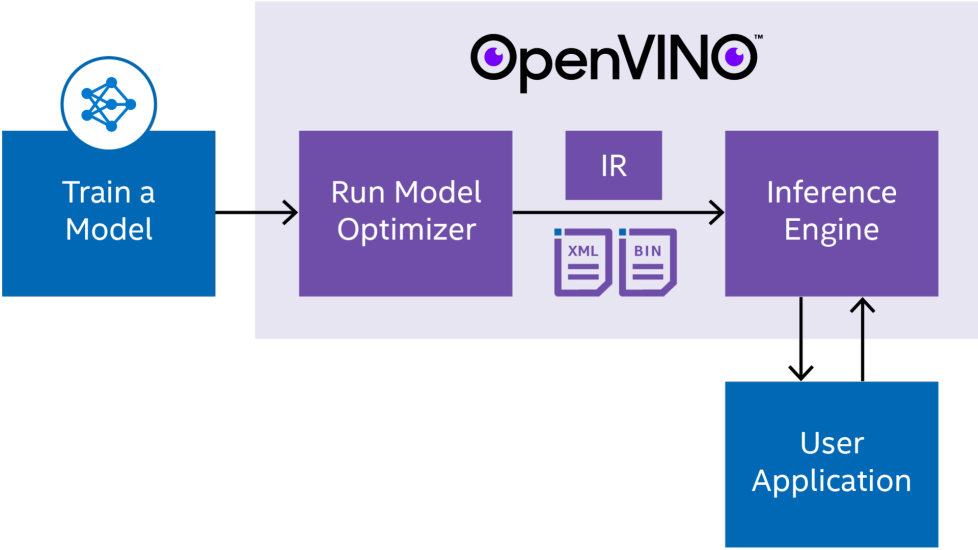 OpenVINO™
Train a
Model
Run Model
Optimizer
IR
XML
BIN
Inference
Engine
User
Application